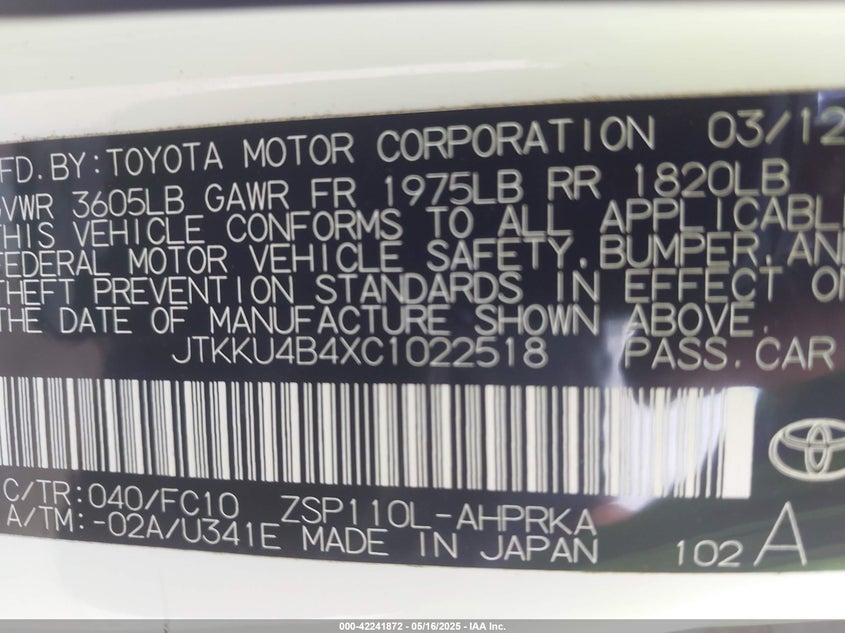 FD. BY: TOYOTA MOTOR CORPORATION 03/12
GVWR 3605LB GAWR FR 1975LB RR 1820LB
THIS VEHICLE CONFORMS TO ALL APPLICABLE
FEDERAL MOTOR VEHICLE SAFETY, BUMPER, AND
THEFT PREVENTION STANDARDS IN EFFECT ON
THE DATE OF MANUFACTURE SHOWN ABOVE.
JTKKU4B4XC1022518 PASS. CAR
C/TR: 040/FC10 ZSP110L-AHPRKA
A/TM: -02A/U341E MADE IN JAPAN 102 A
000-42241872 - 05/16/2025 - IAA Inc.